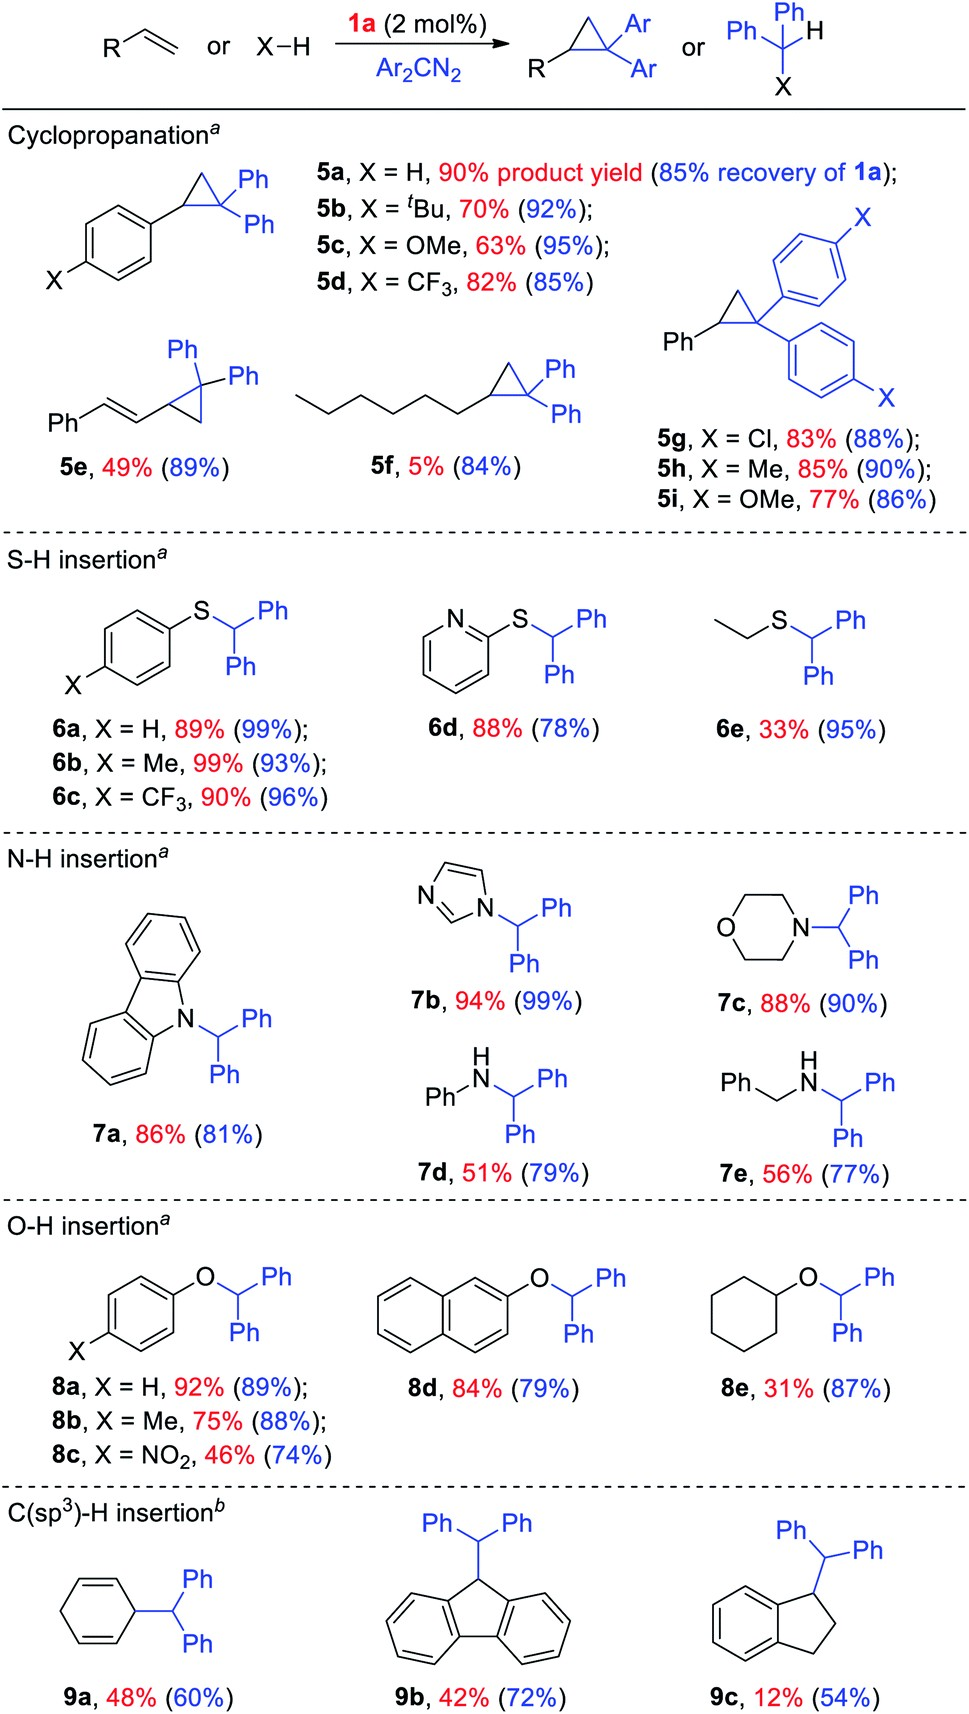 R or X–H 1a (2 mol%) Ar2CN2 R Ar Ar or Ph Ph H X
Cyclopropanation^a
X Ph Ph
5a, X = H, 90% product yield (85% recovery of 1a);
5b, X = ^tBu, 70% (92%);
5c, X = OMe, 63% (95%);
5d, X = CF3, 82% (85%)
Ph Ph Ph
5e, 49% (89%)
Ph Ph
5f, 5% (84%)
Ph X X
5g, X = Cl, 83% (88%);
5h, X = Me, 85% (90%);
5i, X = OMe, 77% (86%)
S-H insertion^a
X S Ph Ph
6a, X = H, 89% (99%);
6b, X = Me, 99% (93%);
6c, X = CF3, 90% (96%)
N S Ph Ph
6d, 88% (78%)
S Ph Ph
6e, 33% (95%)
N-H insertion^a
N Ph Ph
7a, 86% (81%)
N N Ph Ph
7b, 94% (99%)
O N Ph Ph
7c, 88% (90%)
Ph H N Ph Ph
7d, 51% (79%)
Ph H N Ph Ph
7e, 56% (77%)
O-H insertion^a
X O Ph Ph
8a, X = H, 92% (89%);
8b, X = Me, 75% (88%);
8c, X = NO2, 46% (74%)
O Ph Ph
8d, 84% (79%)
O Ph Ph
8e, 31% (87%)
C(sp^3)-H insertion^b
Ph Ph
9a, 48% (60%)
Ph Ph
9b, 42% (72%)
Ph Ph
9c, 12% (54%)